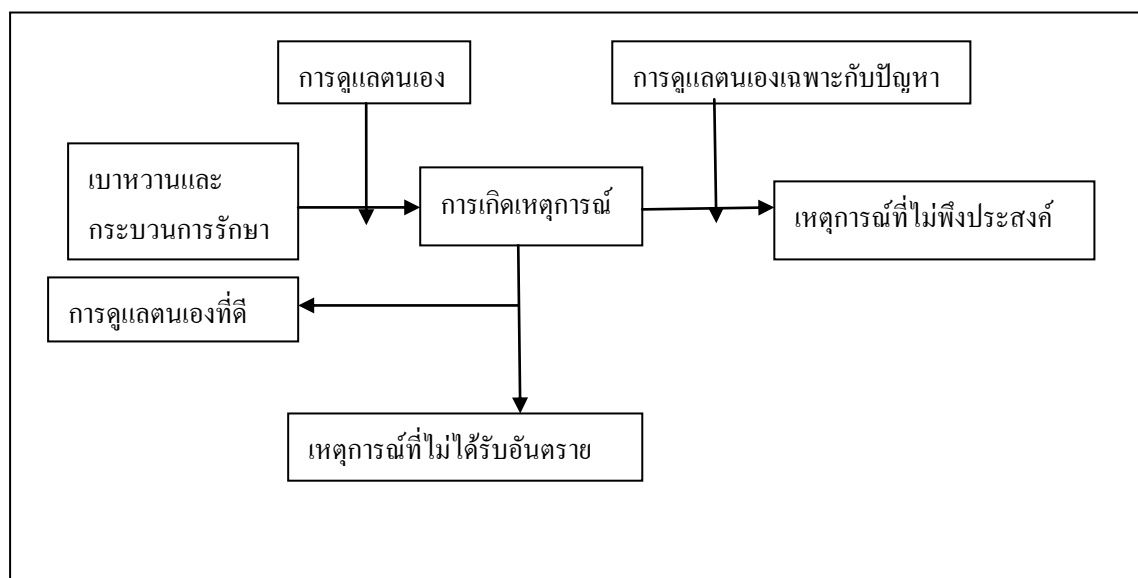 การดูแลตนเอง
การดูแลตนเองเฉพาะกับปัญหา
เบาหวานและ
กระบวนการรักษา
การเกิดเหตุการณ์
เหตุการณ์ที่ไม่พึงประสงค์
การดูแลตนเองที่ดี
เหตุการณ์ที่ไม่ได้รับอันตราย